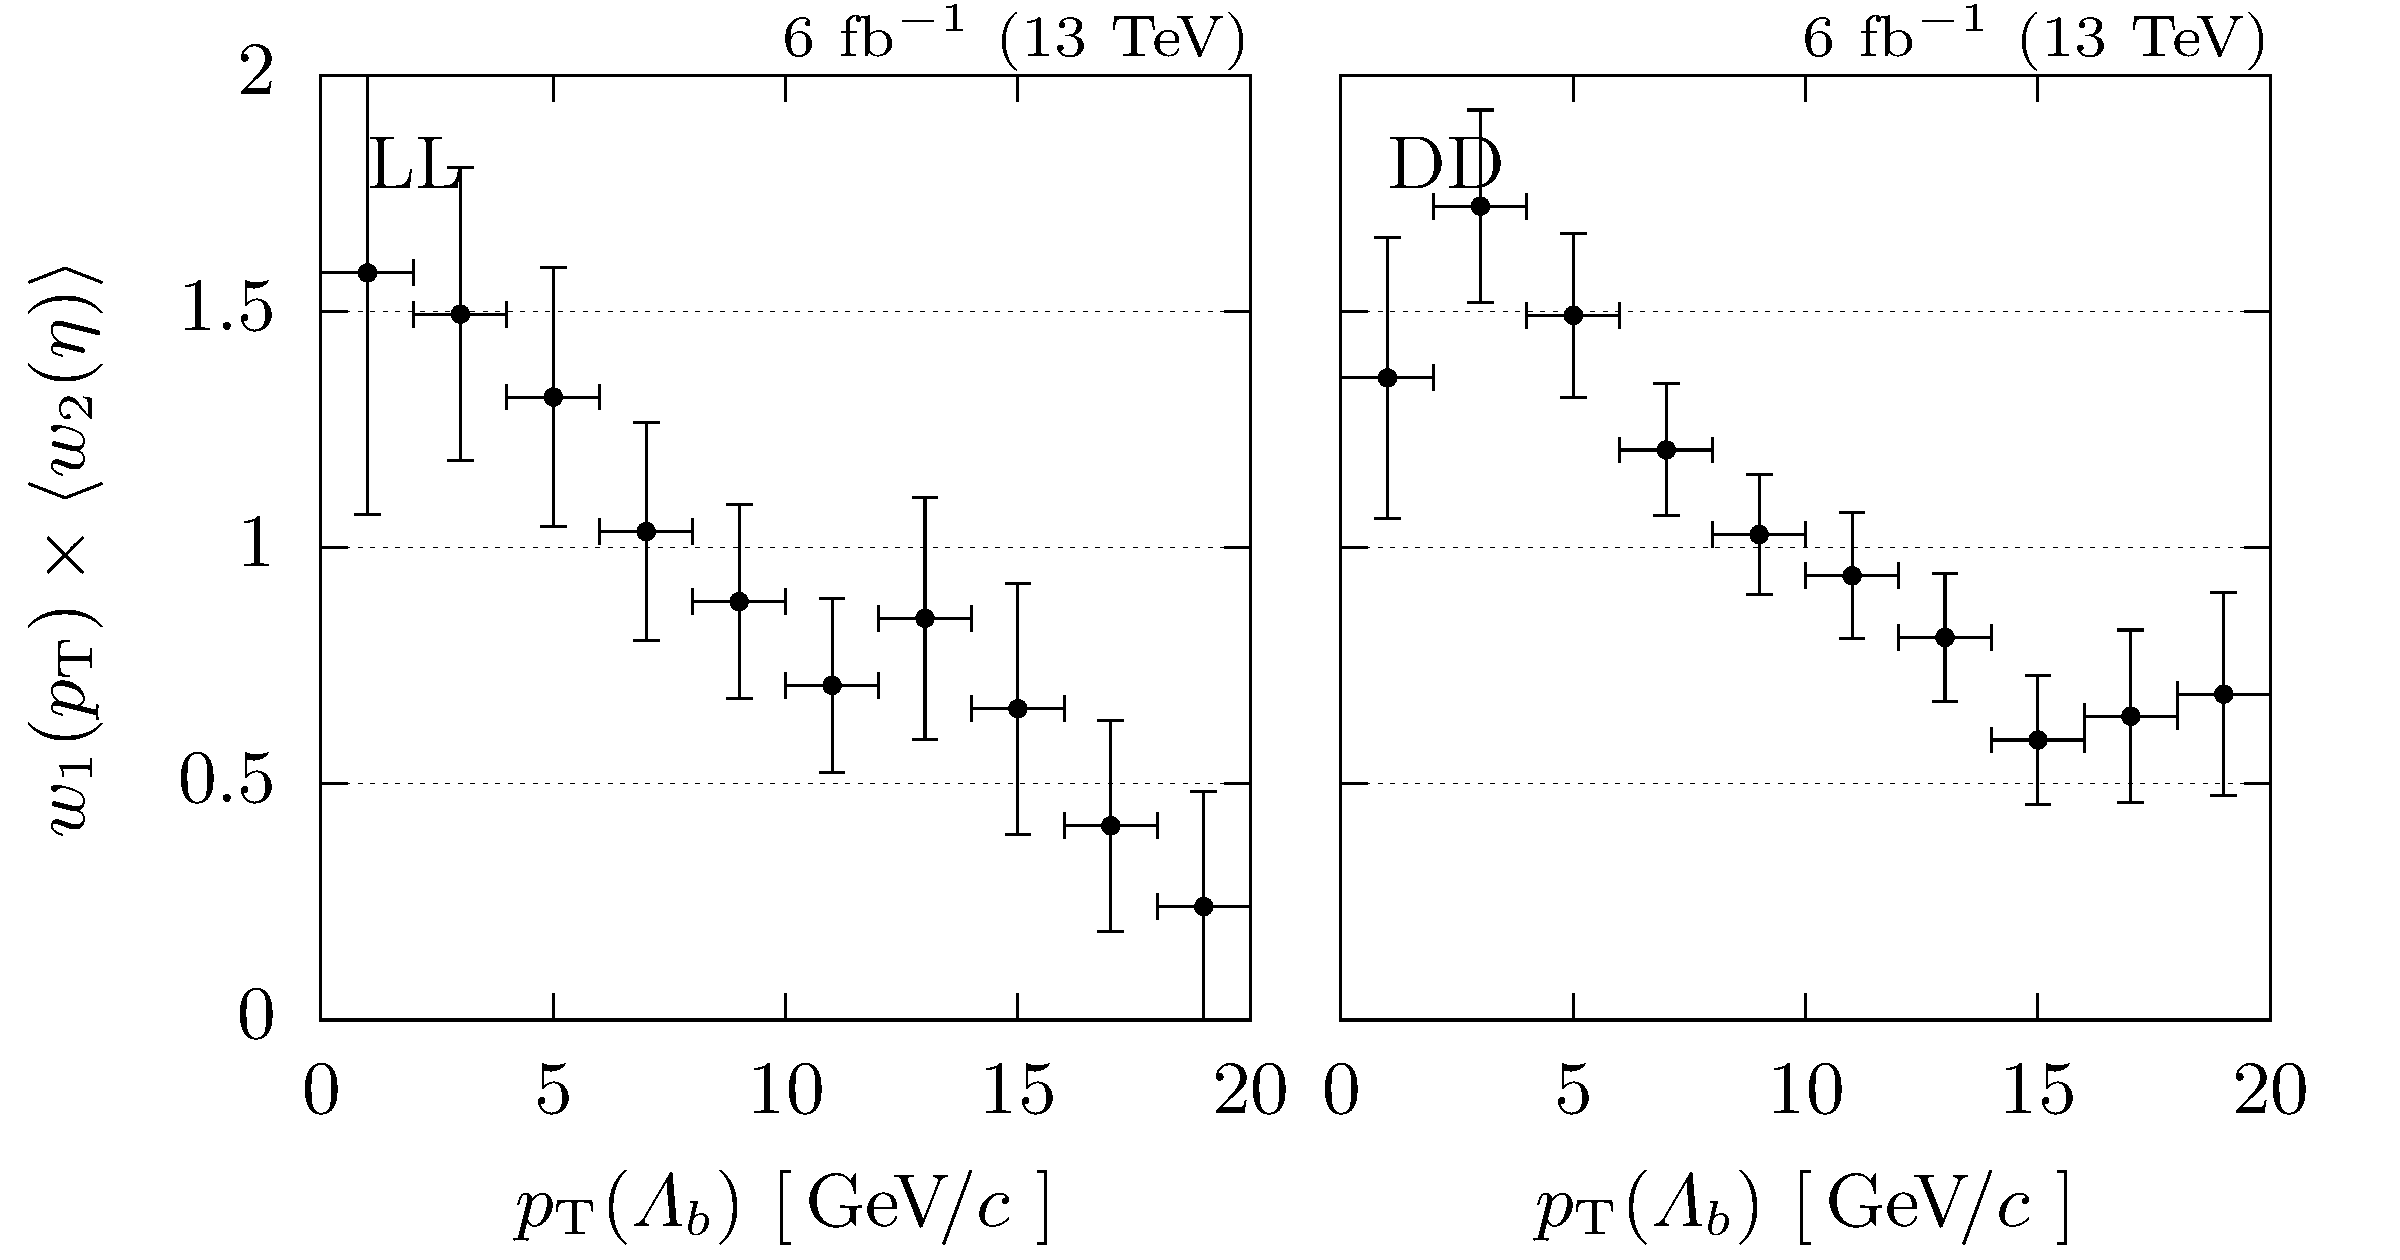 6 fb⁻¹ (13 TeV)
6 fb⁻¹ (13 TeV)
w₁(p_T) × ⟨w₂(η)⟩
2
1.5
1
0.5
0
LL
DD
0 5 10 15 20
0 5 10 15 20
p_T(Λ_b) [GeV/c]
p_T(Λ_b) [GeV/c]